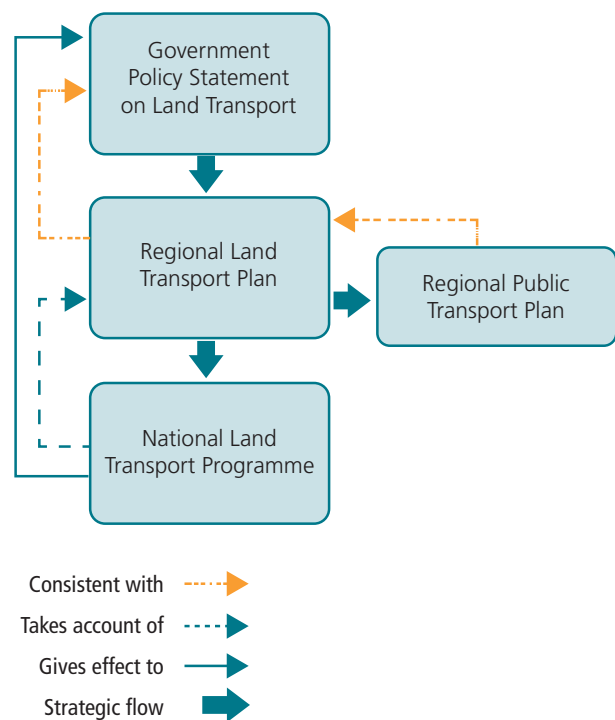 Government
Policy Statement
on Land Transport
Regional Land
Transport Plan
Regional Public
Transport Plan
National Land
Transport Programme
Consistent with
Takes account of
Gives effect to
Strategic flow